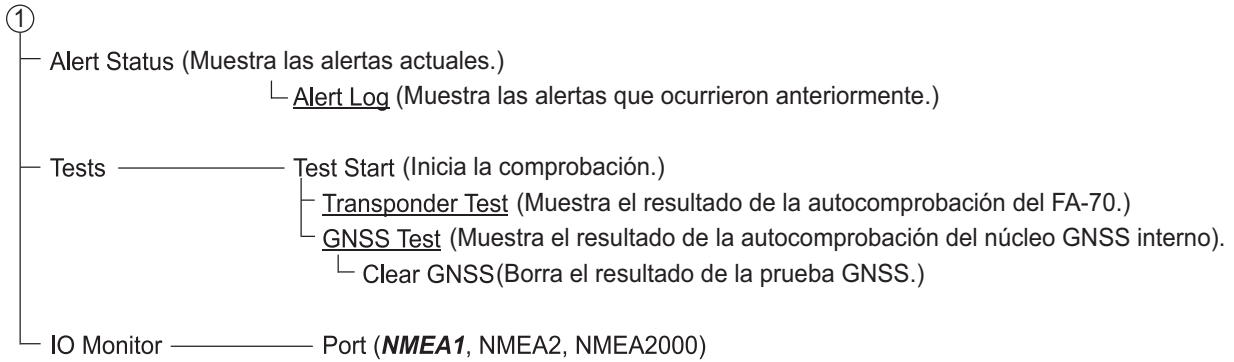 1
Alert Status (Muestra las alertas actuales.)
Alert Log (Muestra las alertas que ocurrieron anteriormente.)
Tests Test Start (Inicia la comprobación.)
Transponder Test (Muestra el resultado de la autocomprobación del FA-70.)
GNSS Test (Muestra el resultado de la autocomprobación del núcleo GNSS interno).
Clear GNSS(Borra el resultado de la prueba GNSS.)
IO Monitor Port (NMEA1, NMEA2, NMEA2000)